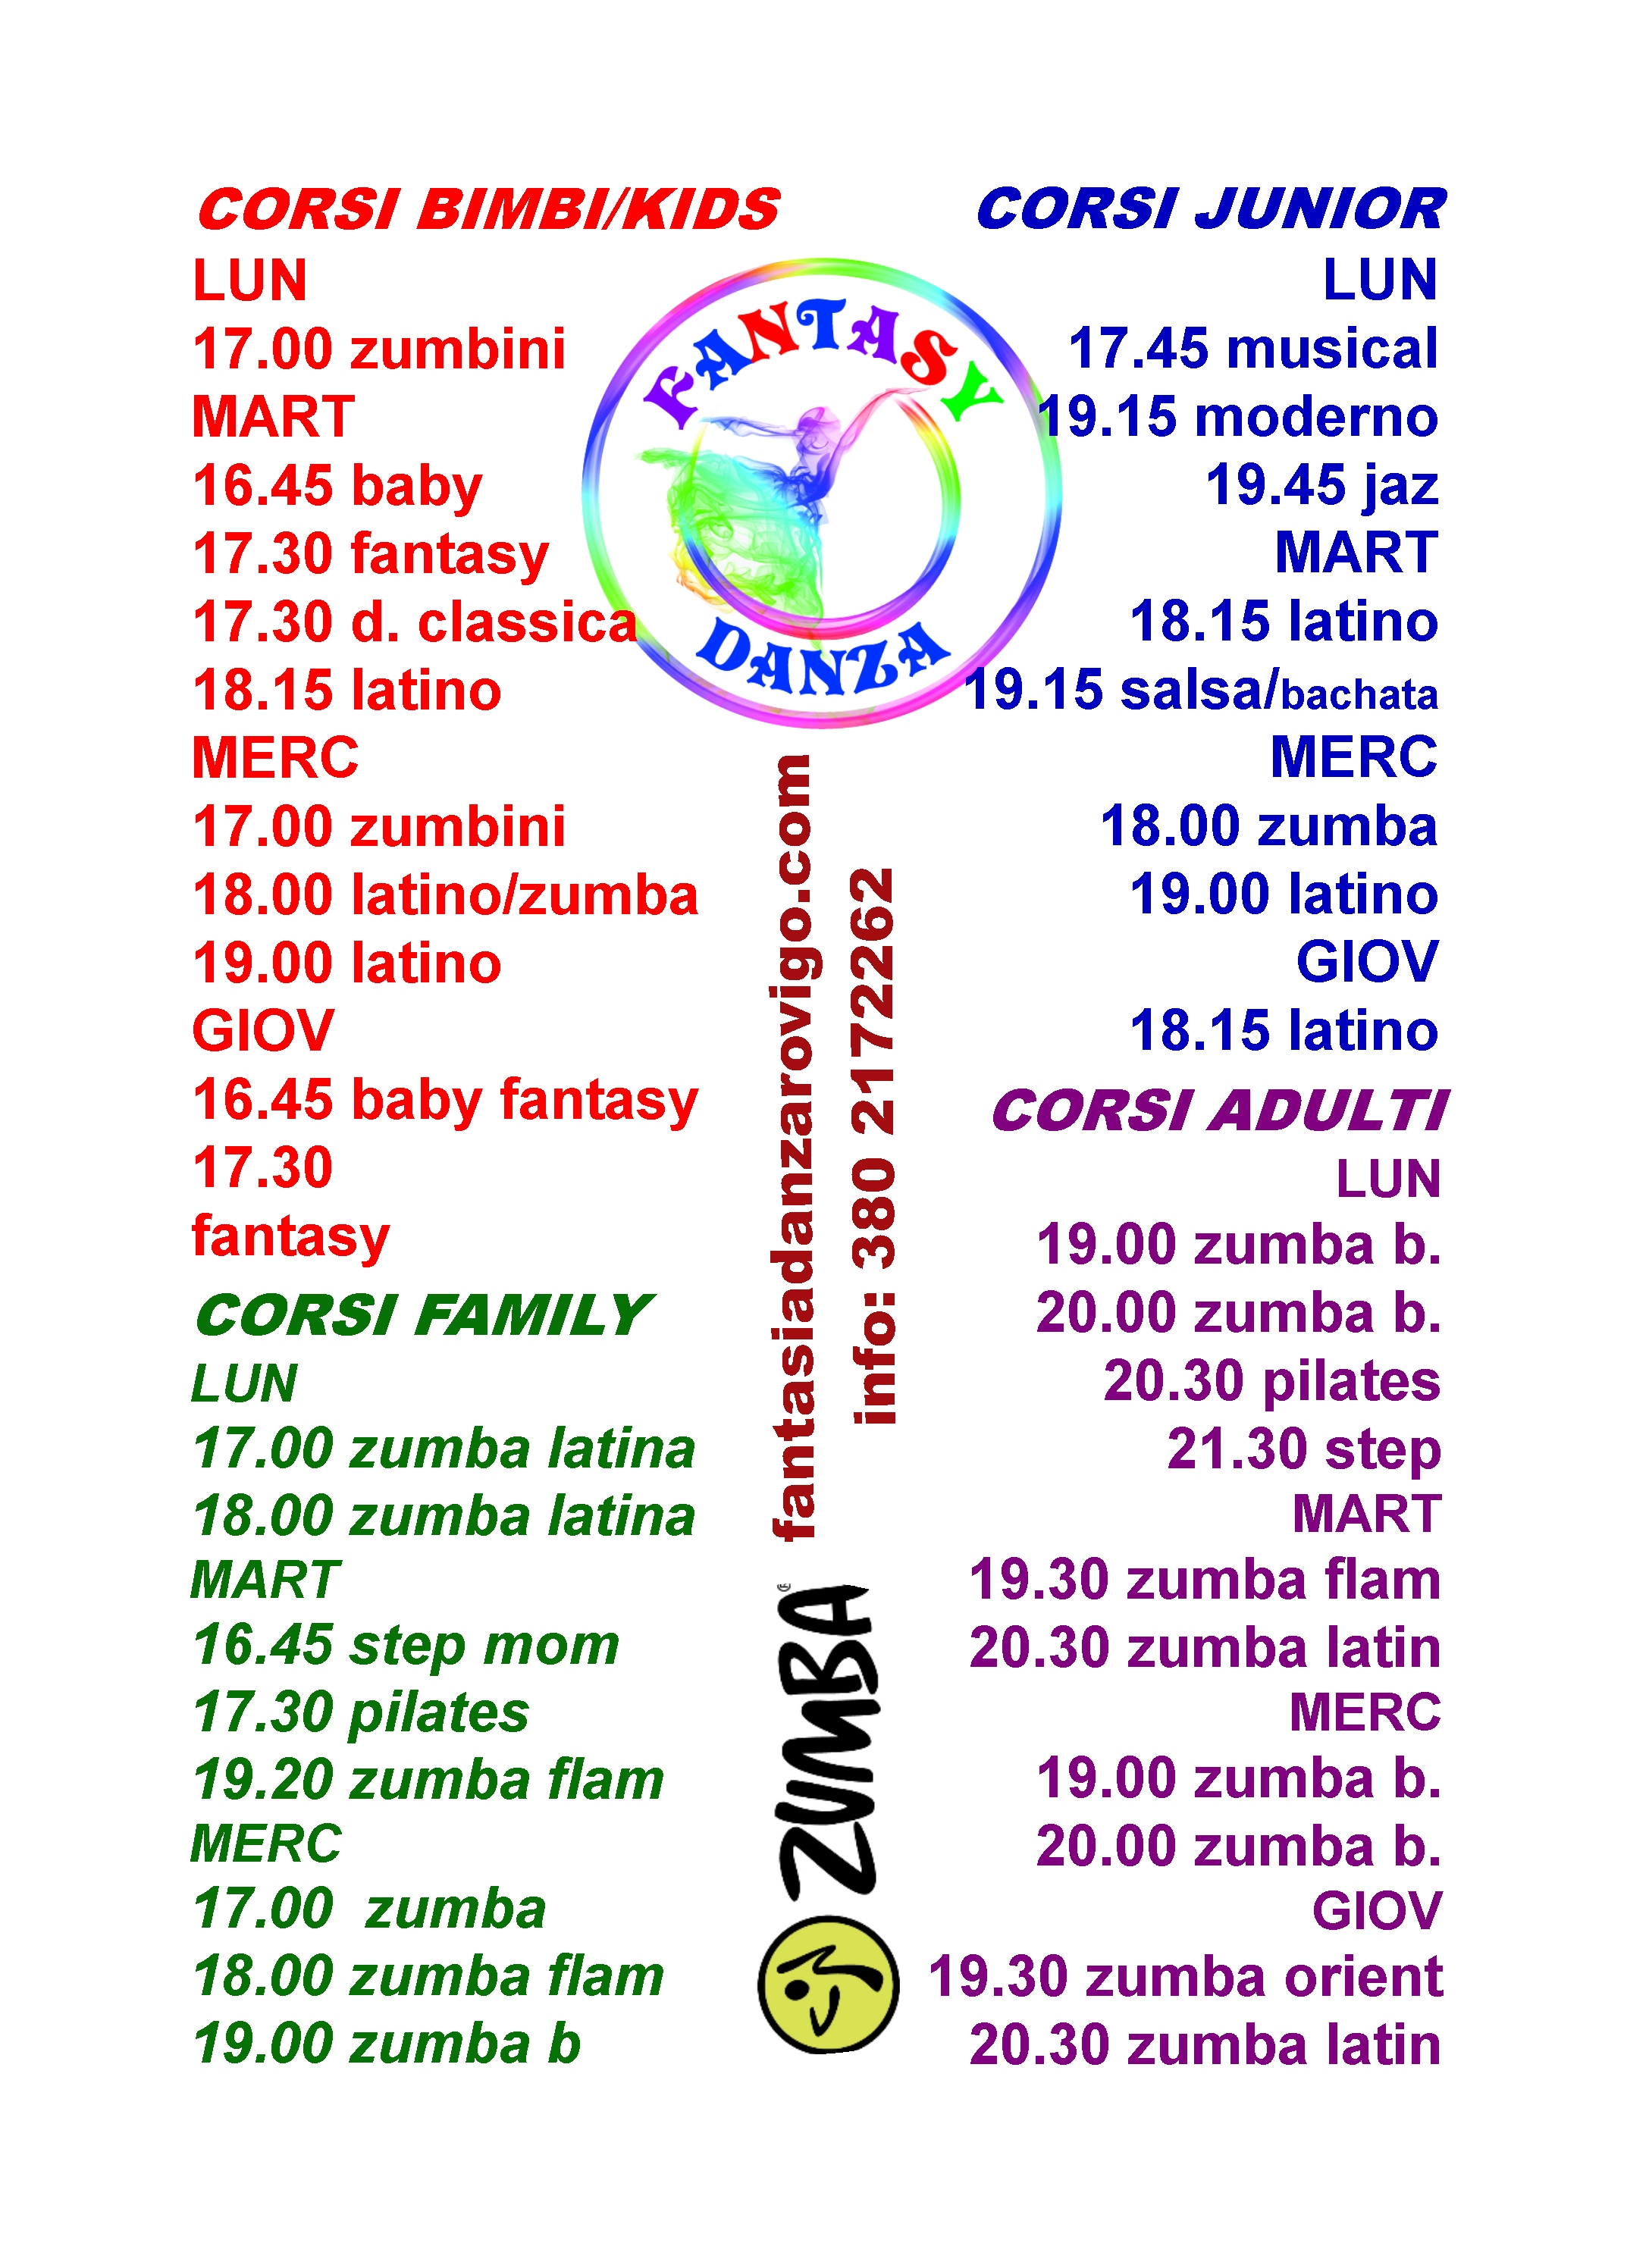 CORSI BIMBI/KIDS
LUN
17.00 zumbini
MART
16.45 baby
17.30 fantasy
17.30 d. classica
18.15 latino
MERC
17.00 zumbini
18.00 latino/zumba
19.00 latino
GIOV
16.45 baby fantasy
17.30
fantasy
CORSI FAMILY
LUN
17.00 zumba latina
18.00 zumba latina
MART
16.45 step mom
17.30 pilates
19.20 zumba flam
MERC
17.00 zumba
18.00 zumba flam
19.00 zumba b
FANTASY
DANZA
fantasiadanzarovigo.com
info: 380 2172262
ZUMBA®
CORSI JUNIOR
LUN
17.45 musical
19.15 moderno
19.45 jaz
MART
18.15 latino
19.15 salsa/bachata
MERC
18.00 zumba
19.00 latino
GIOV
18.15 latino
CORSI ADULTI
LUN
19.00 zumba b.
20.00 zumba b.
20.30 pilates
21.30 step
MART
19.30 zumba flam
20.30 zumba latin
MERC
19.00 zumba b.
20.00 zumba b.
GIOV
19.30 zumba orient
20.30 zumba latin